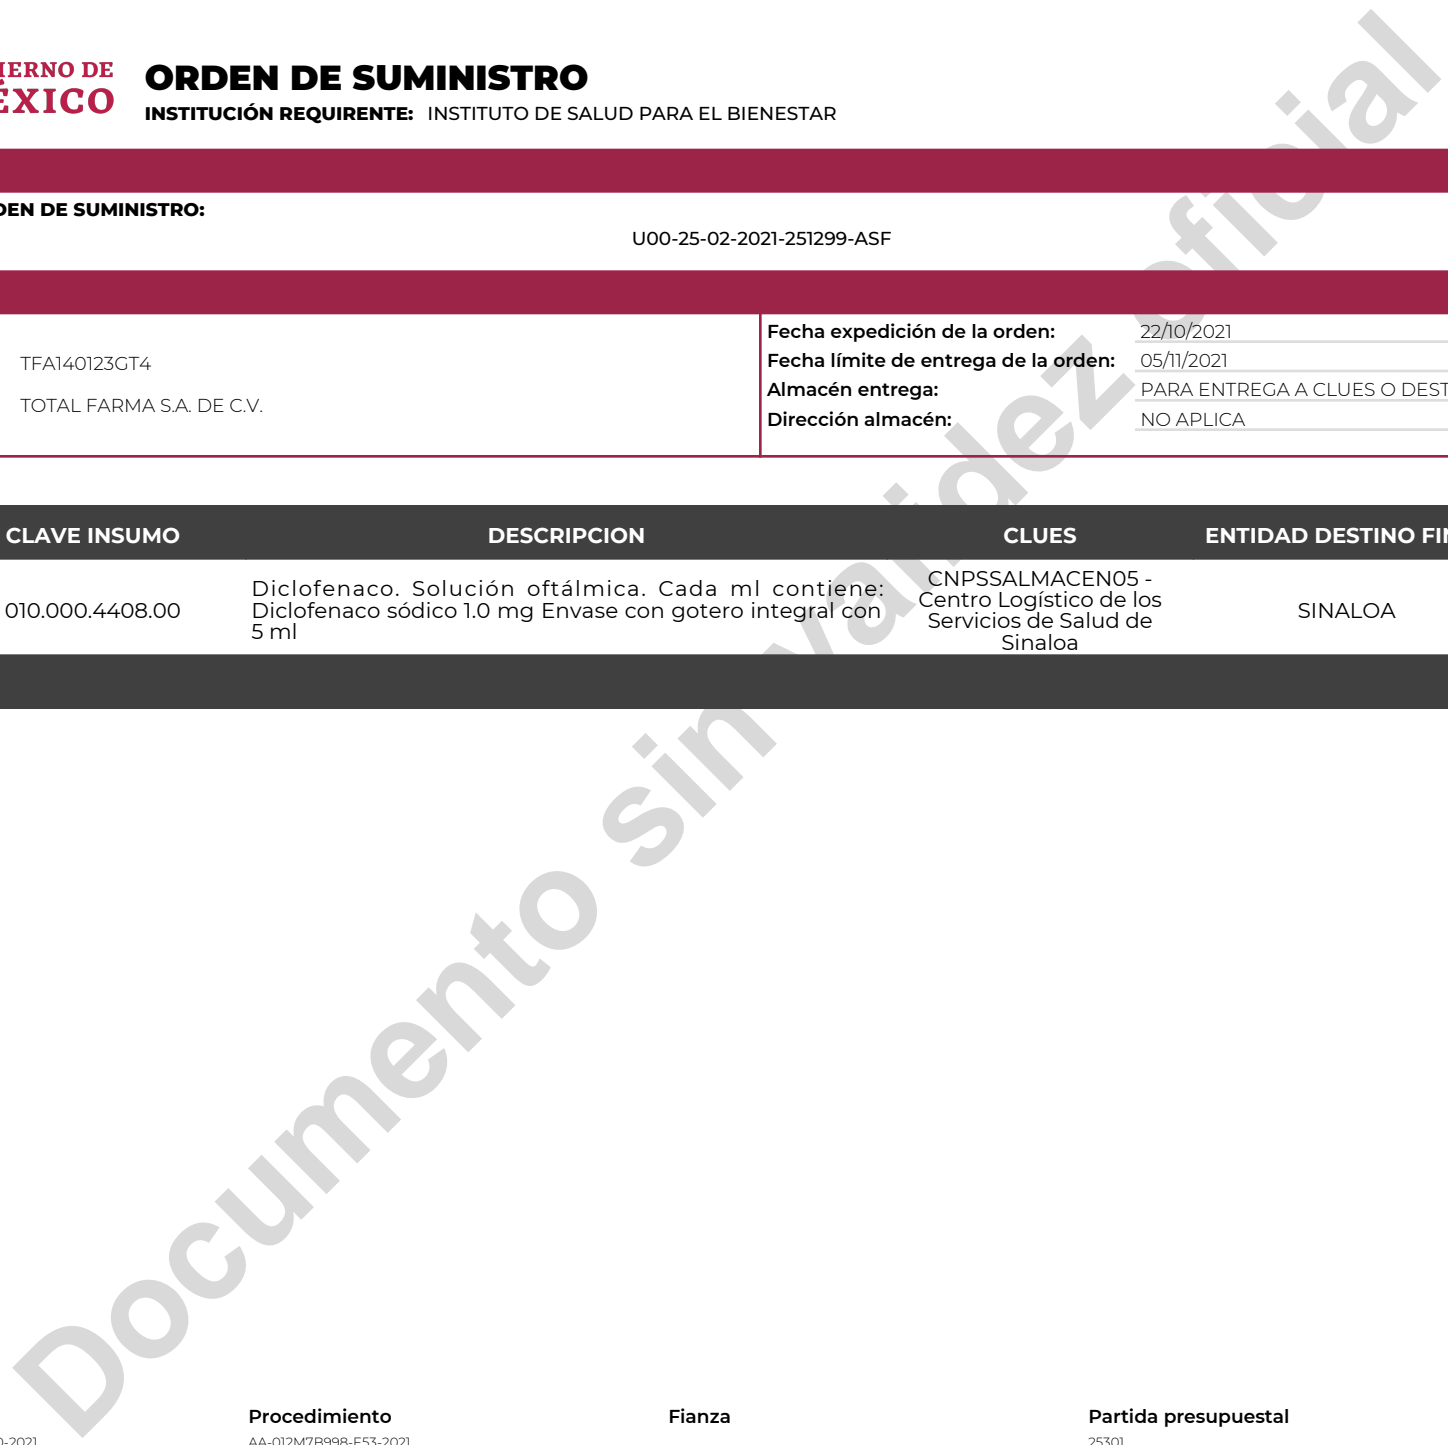 IERNO DE
ÉXICO
ORDEN DE SUMINISTRO
INSTITUCIÓN REQUIRENTE: INSTITUTO DE SALUD PARA EL BIENESTAR
DEN DE SUMINISTRO:
U00-25-02-2021-251299-ASF
TFA140123GT4
TOTAL FARMA S.A. DE C.V.
Fecha expedición de la orden: 22/10/2021
Fecha límite de entrega de la orden: 05/11/2021
Almacén entrega: PARA ENTREGA A CLUES O DEST
Dirección almacén: NO APLICA
CLAVE INSUMO DESCRIPCION CLUES ENTIDAD DESTINO FIN
010.000.4408.00
Diclofenaco. Solución oftálmica. Cada ml contiene:
Diclofenaco sódico 1.0 mg Envase con gotero integral con
5 ml
CNPSSALMACEN05 -
Centro Logístico de los
Servicios de Salud de
Sinaloa
SINALOA
Documento sin validez oficial
Procedimiento Fianza Partida presupuestal
0-2021 AA-012M7B998-E53-2021 25301